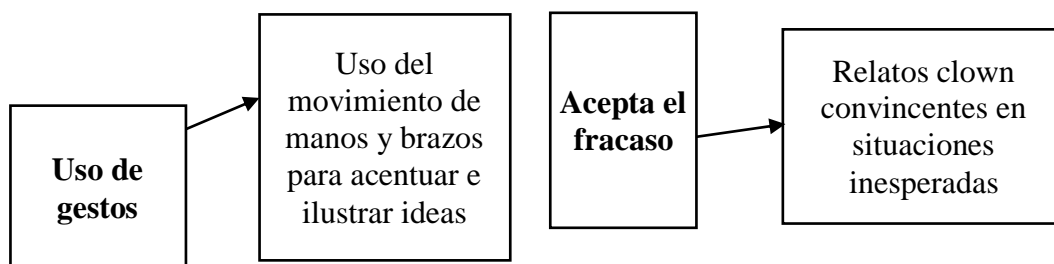 Uso de
gestos
Uso del
movimiento de
manos y brazos
para acentuar e
ilustrar ideas
Acepta el
fracaso
Relatos clown
convincentes en
situaciones
inesperadas